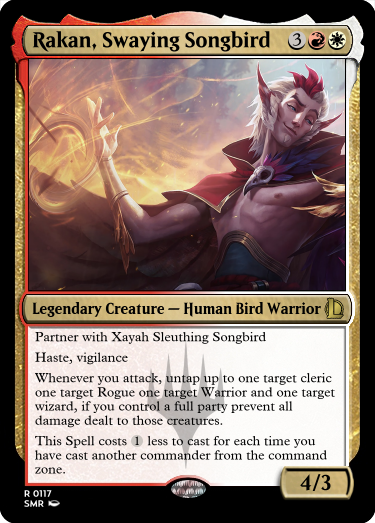 Rakan, Swaying Songbird 3
Legendary Creature — Human Bird Warrior
Partner with Xayah Sleuthing Songbird
Haste, vigilance
Whenever you attack, untap up to one target cleric
one target Rogue one target Warrior and one target
wizard, if you control a full party prevent all
damage dealt to those creatures.
This Spell costs 1 less to cast for each time you
have cast another commander from the command
zone.
4/3
R 0117
SMR